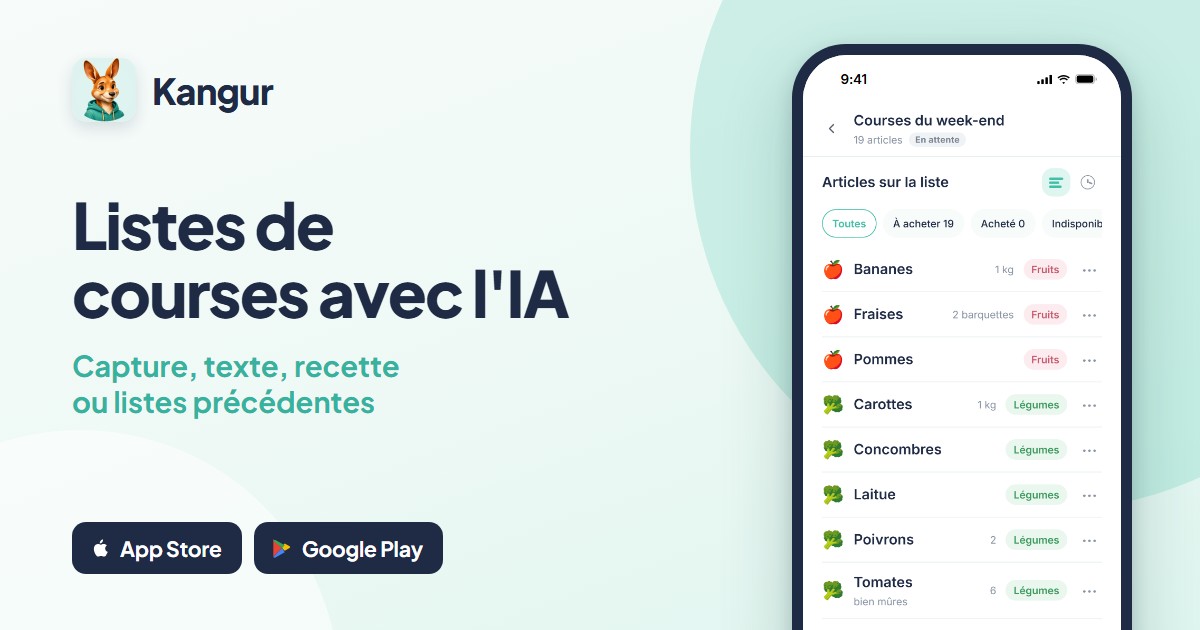 Kangur
Listes de
courses avec l'IA
Capture, texte, recette
ou listes précédentes
App Store
Google Play
9:41
Courses du week-end
19 articles En attente
Articles sur la liste
Toutes À acheter 19 Acheté 0 Indisponib
Bananes 1 kg Fruits
Fraises 2 barquettes Fruits
Pommes Fruits
Carottes 1 kg Légumes
Concombres Légumes
Laitue Légumes
Poivrons 2 Légumes
Tomates 6 Légumes
bien mûres